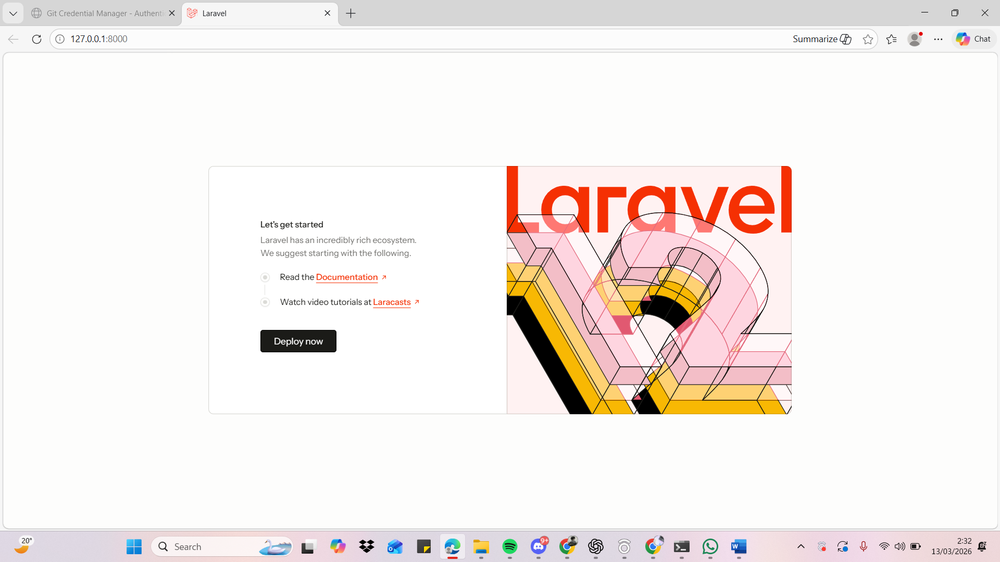 Git Credential Manager - Authenti
Laravel
127.0.0.1:8000
Summarize
Chat
Laravel
Let's get started
Laravel has an incredibly rich ecosystem.
We suggest starting with the following.
Read the Documentation
Watch video tutorials at Laracasts
Deploy now
20°
Search
9+
2:32
13/03/2026